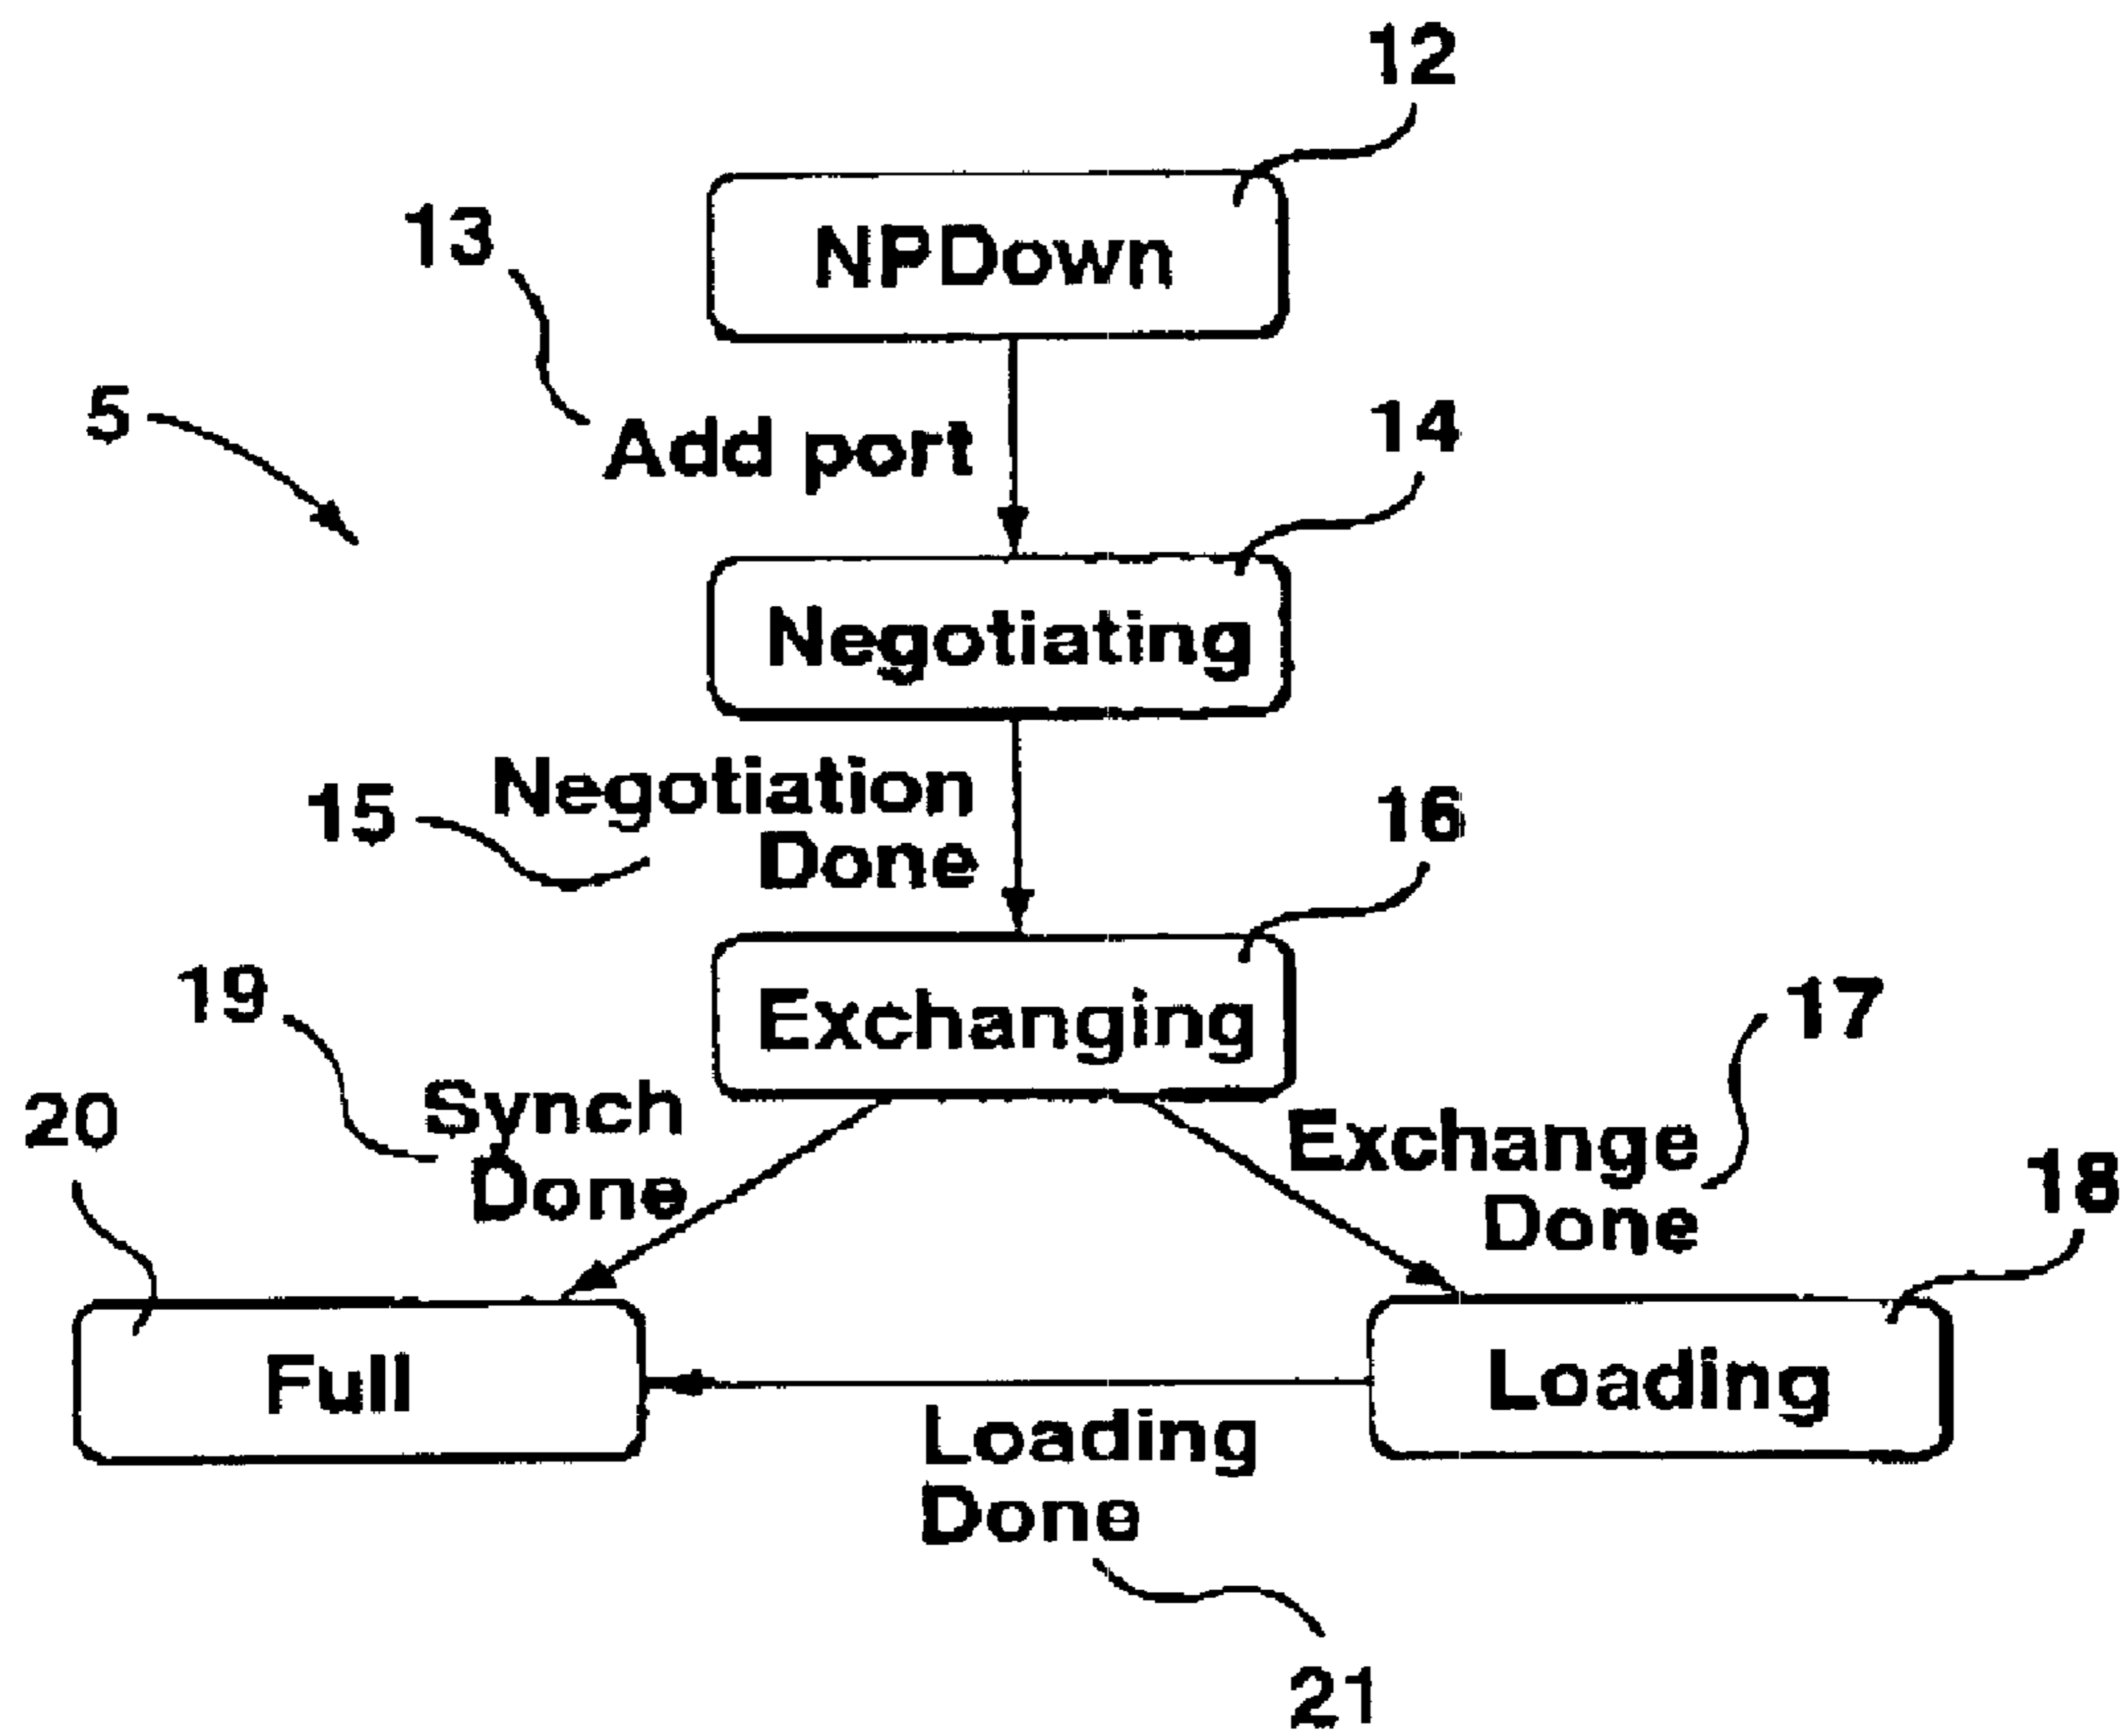 12
13
NPDown
5
Add port
14
Negotiating
Negotiation
Done
15
16
19
Exchanging
17
20
Synch
Done
Exchange
Done
18
Full
Loading
Loading
Done
21